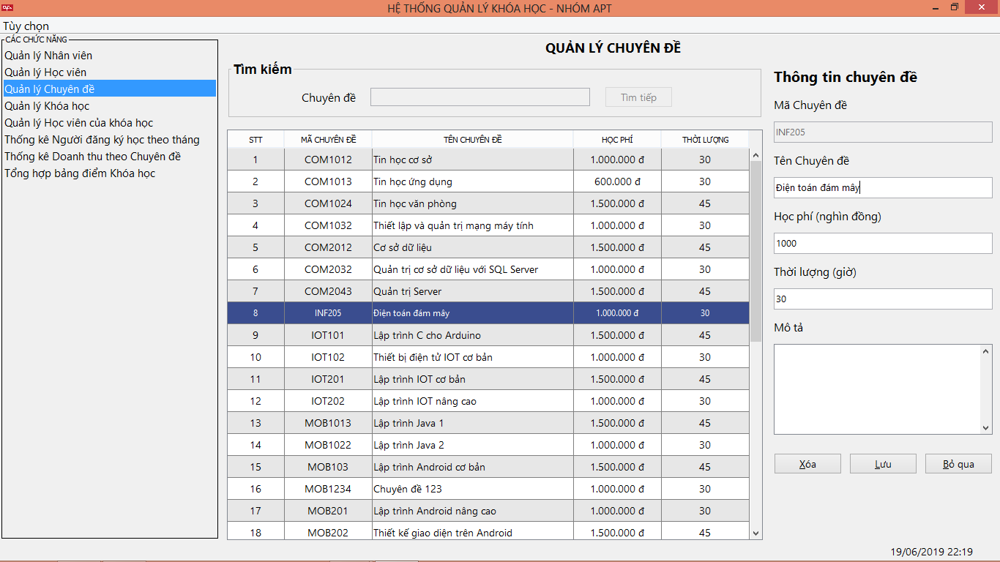 apt
HỆ THỐNG QUẢN LÝ KHÓA HỌC - NHÓM APT
Tùy chọn
CÁC CHỨC NĂNG
Quản lý Nhân viên
Quản lý Học viên
Quản lý Chuyên đề
Quản lý Khóa học
Quản lý Học viên của khóa học
Thống kê Người đăng ký học theo tháng
Thống kê Doanh thu theo Chuyên đề
Tổng hợp bảng điểm Khóa học
QUẢN LÝ CHUYÊN ĐỀ
Tìm kiếm
Chuyên đề Tìm tiếp
STT MÃ CHUYÊN ĐỀ TÊN CHUYÊN ĐỀ HỌC PHÍ THỜI LƯỢNG
1 COM1012 Tin học cơ sở 1.000.000 đ 30
2 COM1013 Tin học ứng dụng 600.000 đ 30
3 COM1024 Tin học văn phòng 1.500.000 đ 45
4 COM1032 Thiết lập và quản trị mạng máy tính 1.000.000 đ 30
5 COM2012 Cơ sở dữ liệu 1.500.000 đ 45
6 COM2032 Quản trị cơ sở dữ liệu với SQL Server 1.000.000 đ 30
7 COM2043 Quản trị Server 1.500.000 đ 45
8 INF205 Điện toán đám mây 1.000.000 đ 30
9 IOT101 Lập trình C cho Arduino 1.500.000 đ 45
10 IOT102 Thiết bị điện tử IOT cơ bản 1.000.000 đ 30
11 IOT201 Lập trình IOT cơ bản 1.500.000 đ 45
12 IOT202 Lập trình IOT nâng cao 1.000.000 đ 30
13 MOB1013 Lập trình Java 1 1.500.000 đ 45
14 MOB1022 Lập trình Java 2 1.000.000 đ 30
15 MOB103 Lập trình Android cơ bản 1.500.000 đ 45
16 MOB1234 Chuyên đề 123 1.000.000 đ 30
17 MOB201 Lập trình Android nâng cao 1.000.000 đ 30
18 MOB202 Thiết kế giao diện trên Android 1.500.000 đ 45
Thông tin chuyên đề
Mã Chuyên đề
INF205
Tên Chuyên đề
Điện toán đám mây
Học phí (nghìn đồng)
1000
Thời lượng (giờ)
30
Mô tả
Xóa Lưu Bỏ qua
19/06/2019 22:19